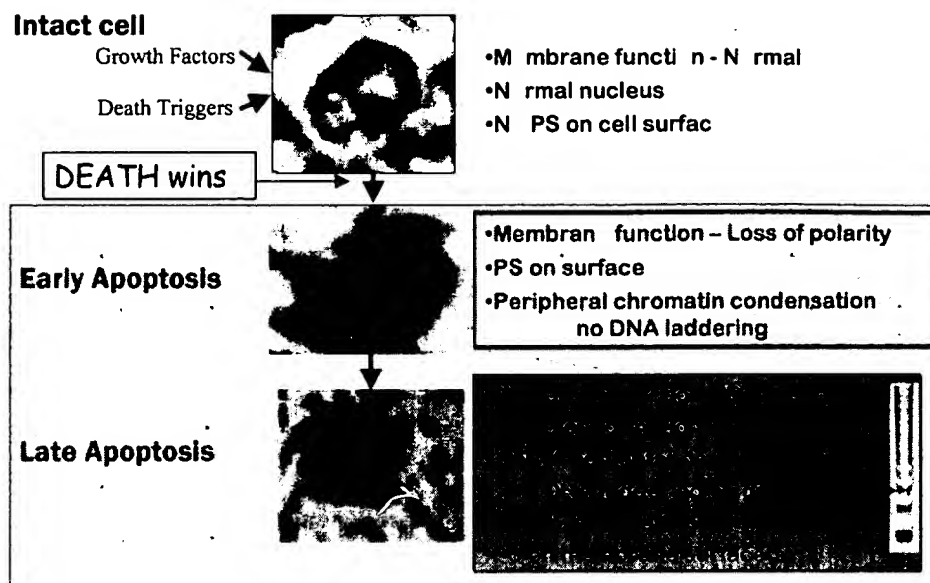 Intact cell
Growth Factors
Death Triggers
•M mbrane functi n - N rmal
•N rmal nucleus
•N PS on cell surfac
DEATH wins
Early Apoptosis
•Membran function – Loss of polarity
•PS on surface
•Peripheral chromatin condensation
no DNA laddering
Late Apoptosis